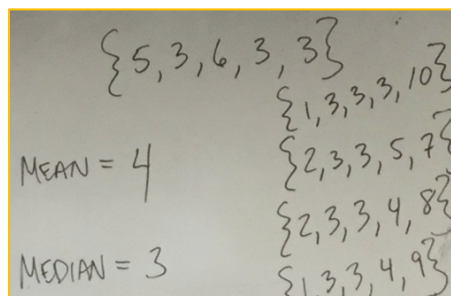 {5, 3, 6, 3, 3}
{1, 3, 3, 3, 10}
MEAN = 4
{2, 3, 3, 5, 7}
{2, 3, 3, 4, 8}
MEDIAN = 3
{1, 3, 3, 4, 9}